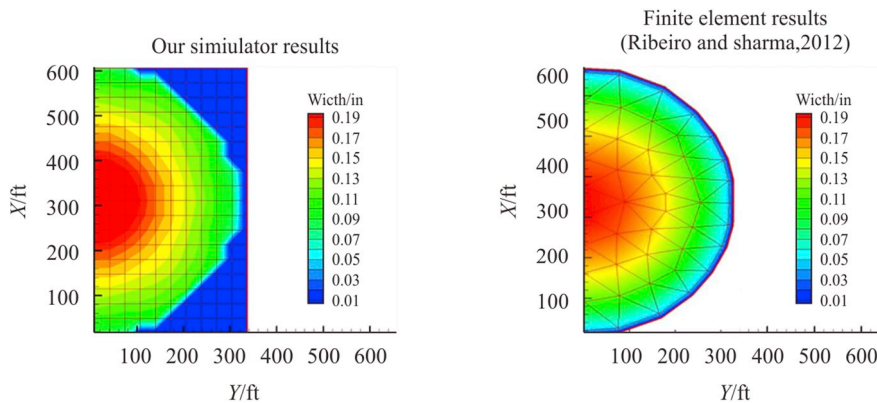 Our simiulator results
600
500
400
300
200
100
X/ft
100 200 300 400 500 600
Y/ft
Wicth/in
0.19
0.17
0.15
0.13
0.11
0.09
0.07
0.05
0.03
0.01
Finite element results
(Ribeiro and sharma,2012)
600
500
400
300
200
100
X/ft
100 200 300 400 500 600
Y/ft
Wicth/in
0.19
0.17
0.15
0.13
0.11
0.09
0.07
0.05
0.03
0.01